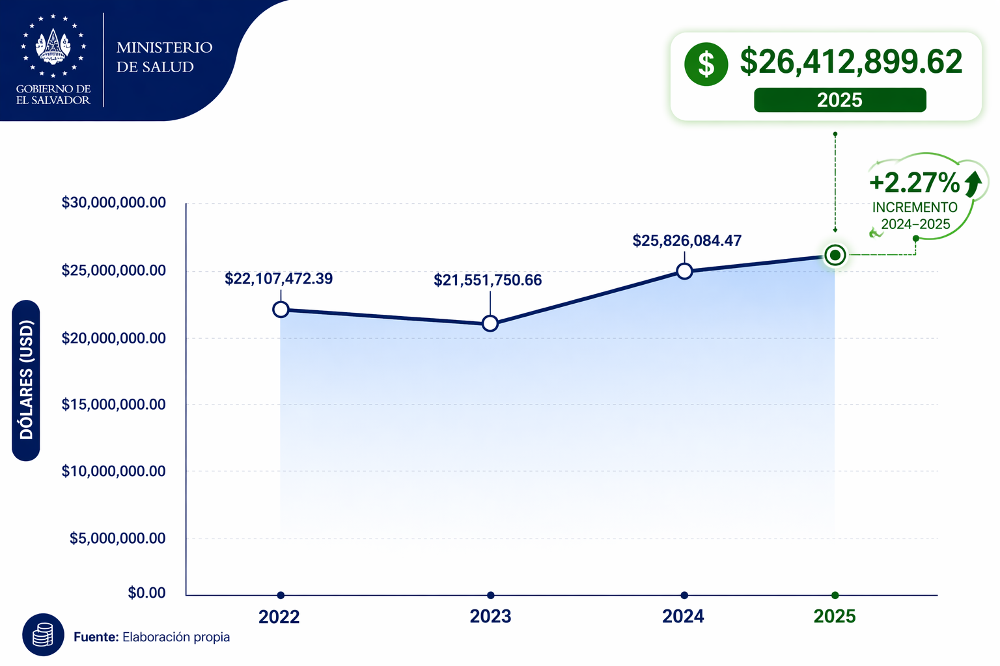 GOBIERNO DE
EL SALVADOR
MINISTERIO
DE SALUD
$
$26,412,899.62
2025
+2.27%
INCREMENTO
2024–2025
DÓLARES (USD)
$30,000,000.00
$25,000,000.00
$20,000,000.00
$15,000,000.00
$10,000,000.00
$5,000,000.00
$0.00
$22,107,472.39
$21,551,750.66
$25,826,084.47
2022
2023
2024
2025
Fuente: Elaboración propia